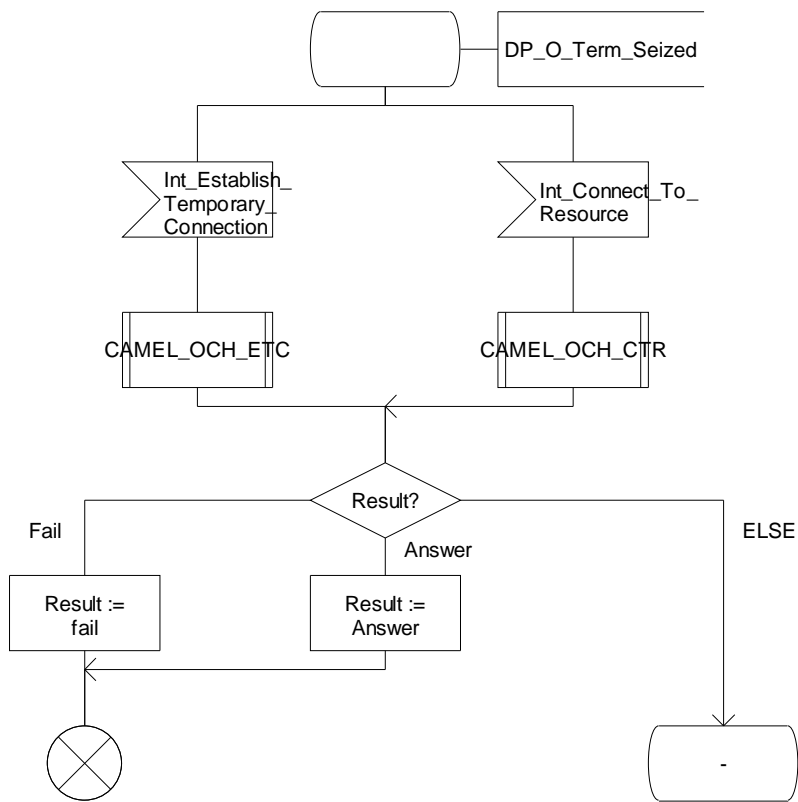 DP_O_Term_Seized
Int_Establish_
Temporary_
Connection
Int_Connect_To_
Resource
CAMEL_OCH_ETC
CAMEL_OCH_CTR
Result?
Fail
Answer
ELSE
Result :=
fail
Result :=
Answer
-